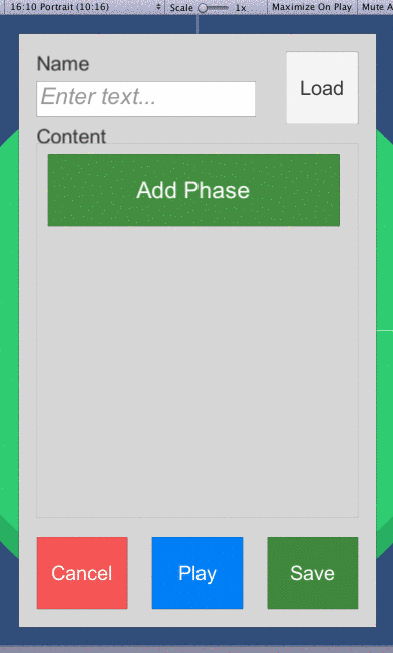 16:10 Portrait (10:16) Scale 1x Maximize On Play Mute A
Name
Load
Enter text...
Content
Add Phase
Cancel Play Save